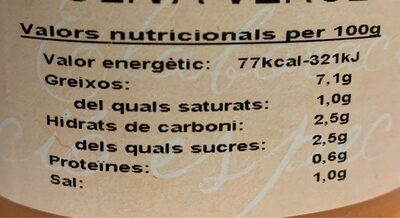 Valors nutricionals per 100g
Valor energètic: 77kcal-321kJ
Greixos: 7,1g
del quals saturats: 1,0g
Hidrats de carboni: 2,5g
dels quals sucres: 2,5g
Proteïnes: 0,6g
Sal: 1,0g